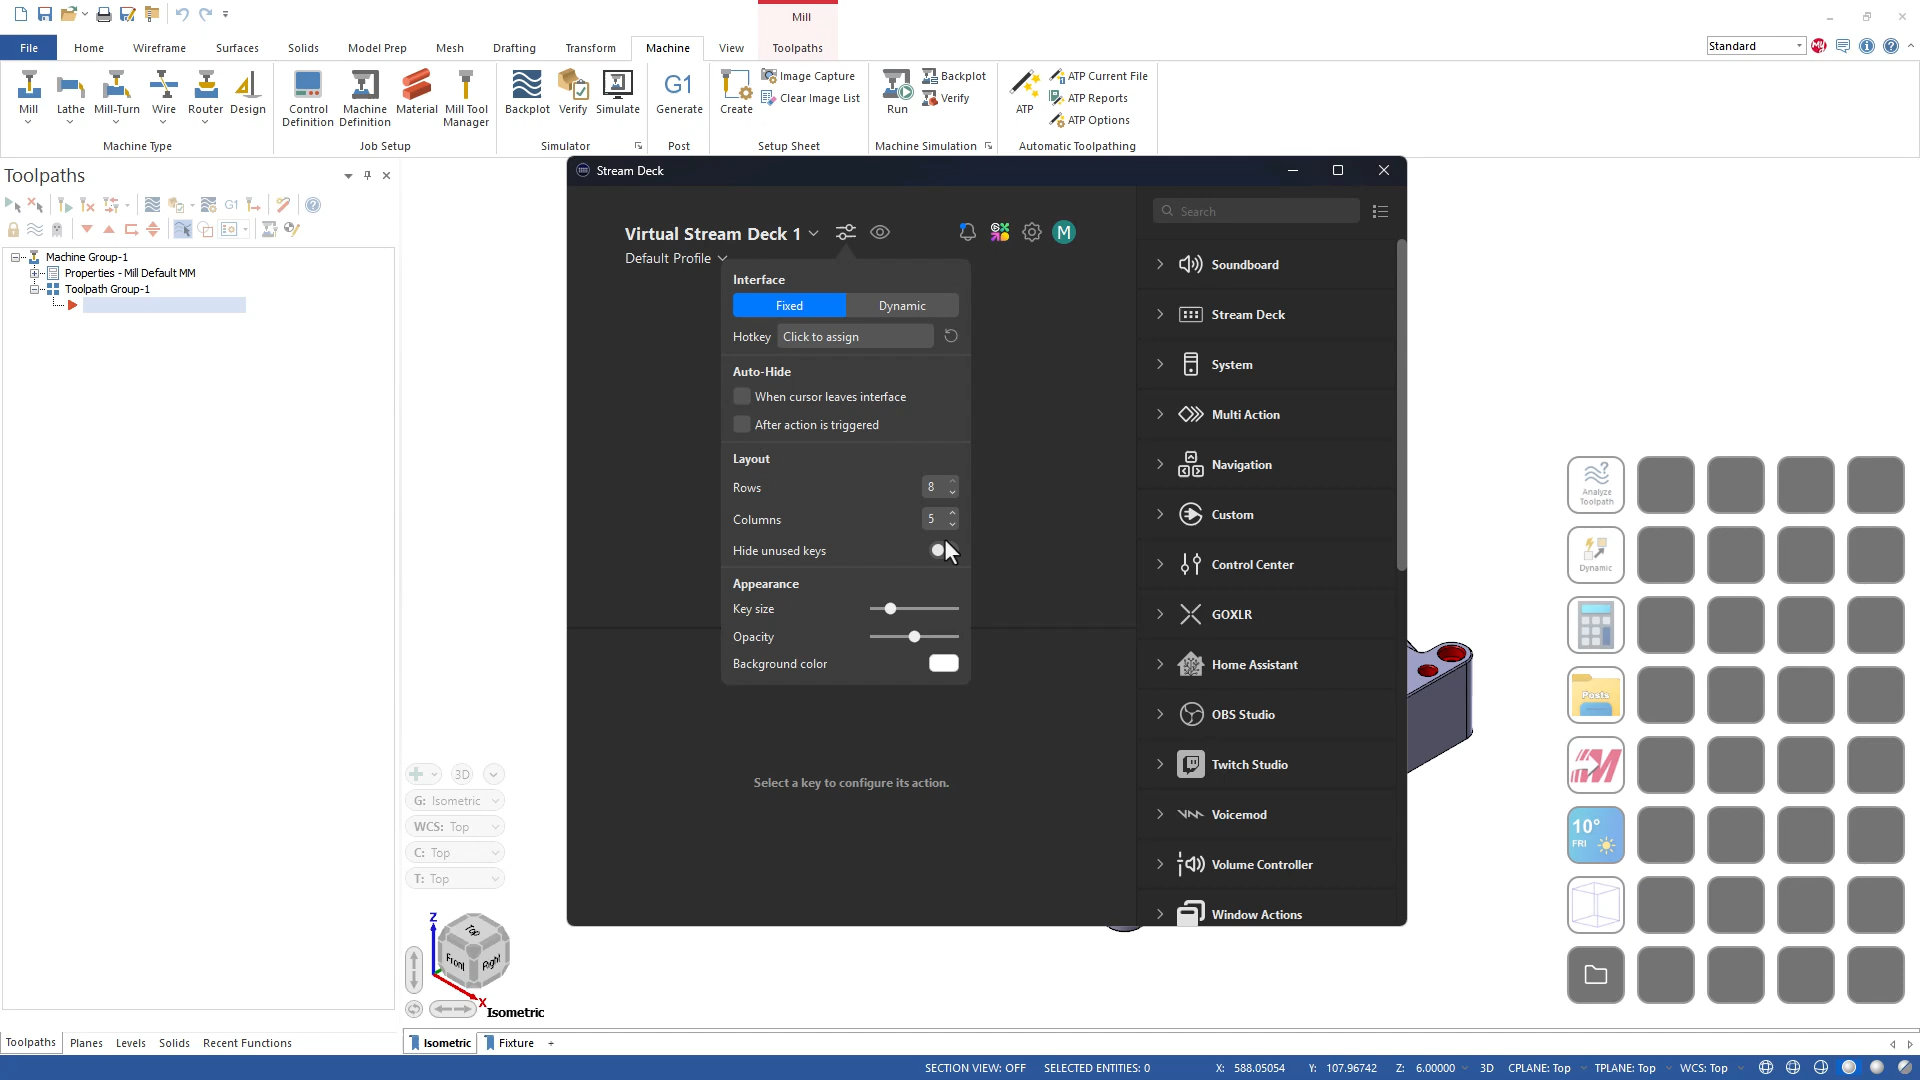 Mill
File
Home
Wireframe
Surfaces
Solids
Model Prep
Mesh
Drafting
Transform
Machine
View
Toolpaths
Standard
Mill
Lathe
Mill-Turn
Wire
Router
Design
Machine Type
Control Definition
Machine Definition
Material
Mill Tool Manager
Job Setup
Backplot
Verify
Simulate
Simulator
G1
Generate
Post
Create
Image Capture
Clear Image List
Setup Sheet
Run
Backplot
Verify
Machine Simulation
ATP
ATP Current File
ATP Reports
ATP Options
Automatic Toolpathing
Toolpaths
G1
Machine Group-1
Properties - Mill Default MM
Toolpath Group-1
Stream Deck
Virtual Stream Deck 1
M
Default Profile
Interface
Fixed
Dynamic
Hotkey
Click to assign
Auto-Hide
When cursor leaves interface
After action is triggered
Layout
Rows
8
Columns
5
Hide unused keys
Appearance
Key size
Opacity
Background color
Select a key to configure its action.
Search
Soundboard
Stream Deck
System
Multi Action
Navigation
Custom
Control Center
GOXLR
Home Assistant
OBS Studio
Twitch Studio
Voicemod
Volume Controller
Window Actions
Analyze
Toolpath
Dynamic
Posts
10°
FRI
3D
G: Isometric
WCS: Top
C: Top
T: Top
Z
Top
Front
Right
X
Isometric
Toolpaths
Planes
Levels
Solids
Recent Functions
Isometric
Fixture
+
SECTION VIEW: OFF
SELECTED ENTITIES: 0
X: 588.05054
Y: 107.96742
Z: 6.00000
3D
CPLANE: Top
TPLANE: Top
WCS: Top